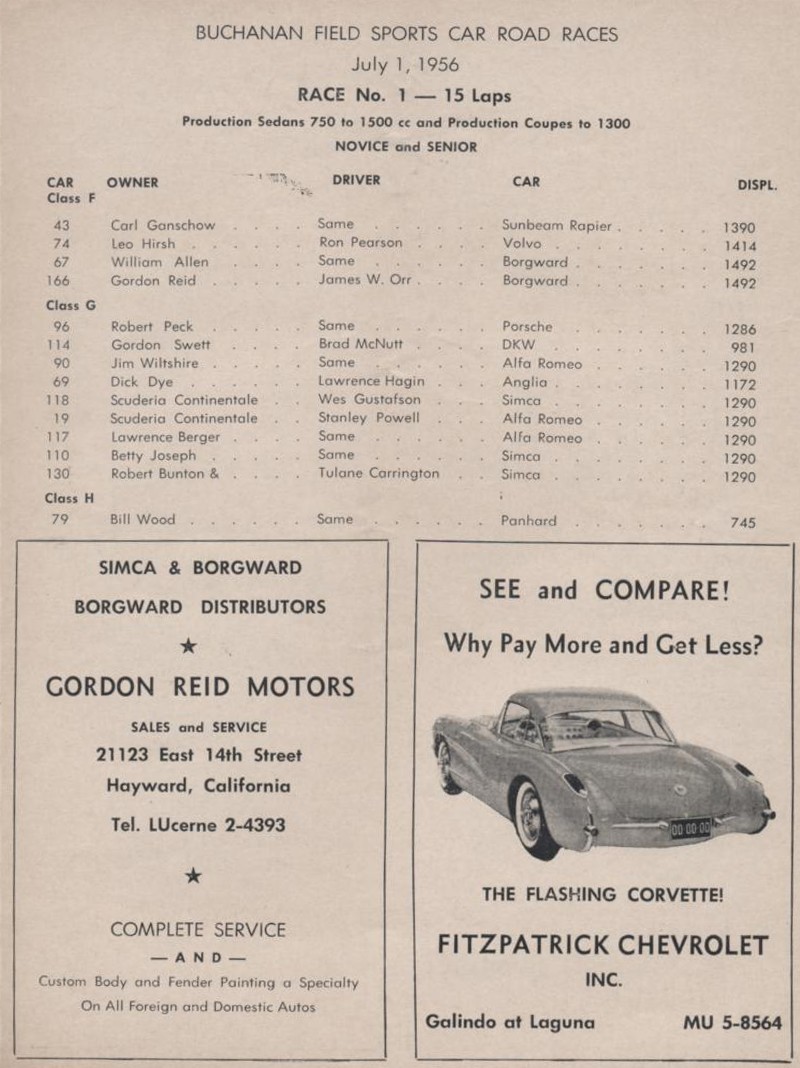 BUCHANAN FIELD SPORTS CAR ROAD RACES
July 1, 1956
RACE No. 1 — 15 Laps
Production Sedans 750 to 1500 cc and Production Coupes to 1300
NOVICE and SENIOR
CAR OWNER DRIVER CAR DISPL.
Class F
43 Carl Ganschow . . . . Same . . . . . . Sunbeam Rapier . . . . . 1390
74 Leo Hirsh . . . . . . Ron Pearson . . . . Volvo . . . . . . . . 1414
67 William Allen . . . . Same . . . . . . Borgward . . . . . . . 1492
166 Gordon Reid . . . . . James W. Orr . . . . Borgward . . . . . . . 1492
Class G
96 Robert Peck . . . . . Same . . . . . . Porsche . . . . . . . 1286
114 Gordon Swett . . . . Brad McNutt . . . . DKW . . . . . . . . 981
90 Jim Wiltshire . . . . . Same . . . . . . Alfa Romeo . . . . . . 1290
69 Dick Dye . . . . . . Lawrence Hagin . . . Anglia . . . . . . . . 1172
118 Scuderia Continentale . . Wes Gustafson . . . Simca . . . . . . . . 1290
19 Scuderia Continentale . . Stanley Powell . . . Alfa Romeo . . . . . . 1290
117 Lawrence Berger . . . . Same . . . . . . Alfa Romeo . . . . . . 1290
110 Betty Joseph . . . . . Same . . . . . . Simca . . . . . . . . 1290
130 Robert Bunton & . . . . Tulane Carrington . . Simca . . . . . . . . 1290
Class H
79 Bill Wood . . . . . . Same . . . . . . Panhard . . . . . . . 745
SIMCA & BORGWARD
BORGWARD DISTRIBUTORS
★
GORDON REID MOTORS
SALES and SERVICE
21123 East 14th Street
Hayward, California
Tel. LUcerne 2-4393
★
COMPLETE SERVICE
— AND —
Custom Body and Fender Painting a Specialty
On All Foreign and Domestic Autos
SEE and COMPARE!
Why Pay More and Get Less?
00 00 00
THE FLASHING CORVETTE!
FITZPATRICK CHEVROLET
INC.
Galindo at Laguna MU 5-8564